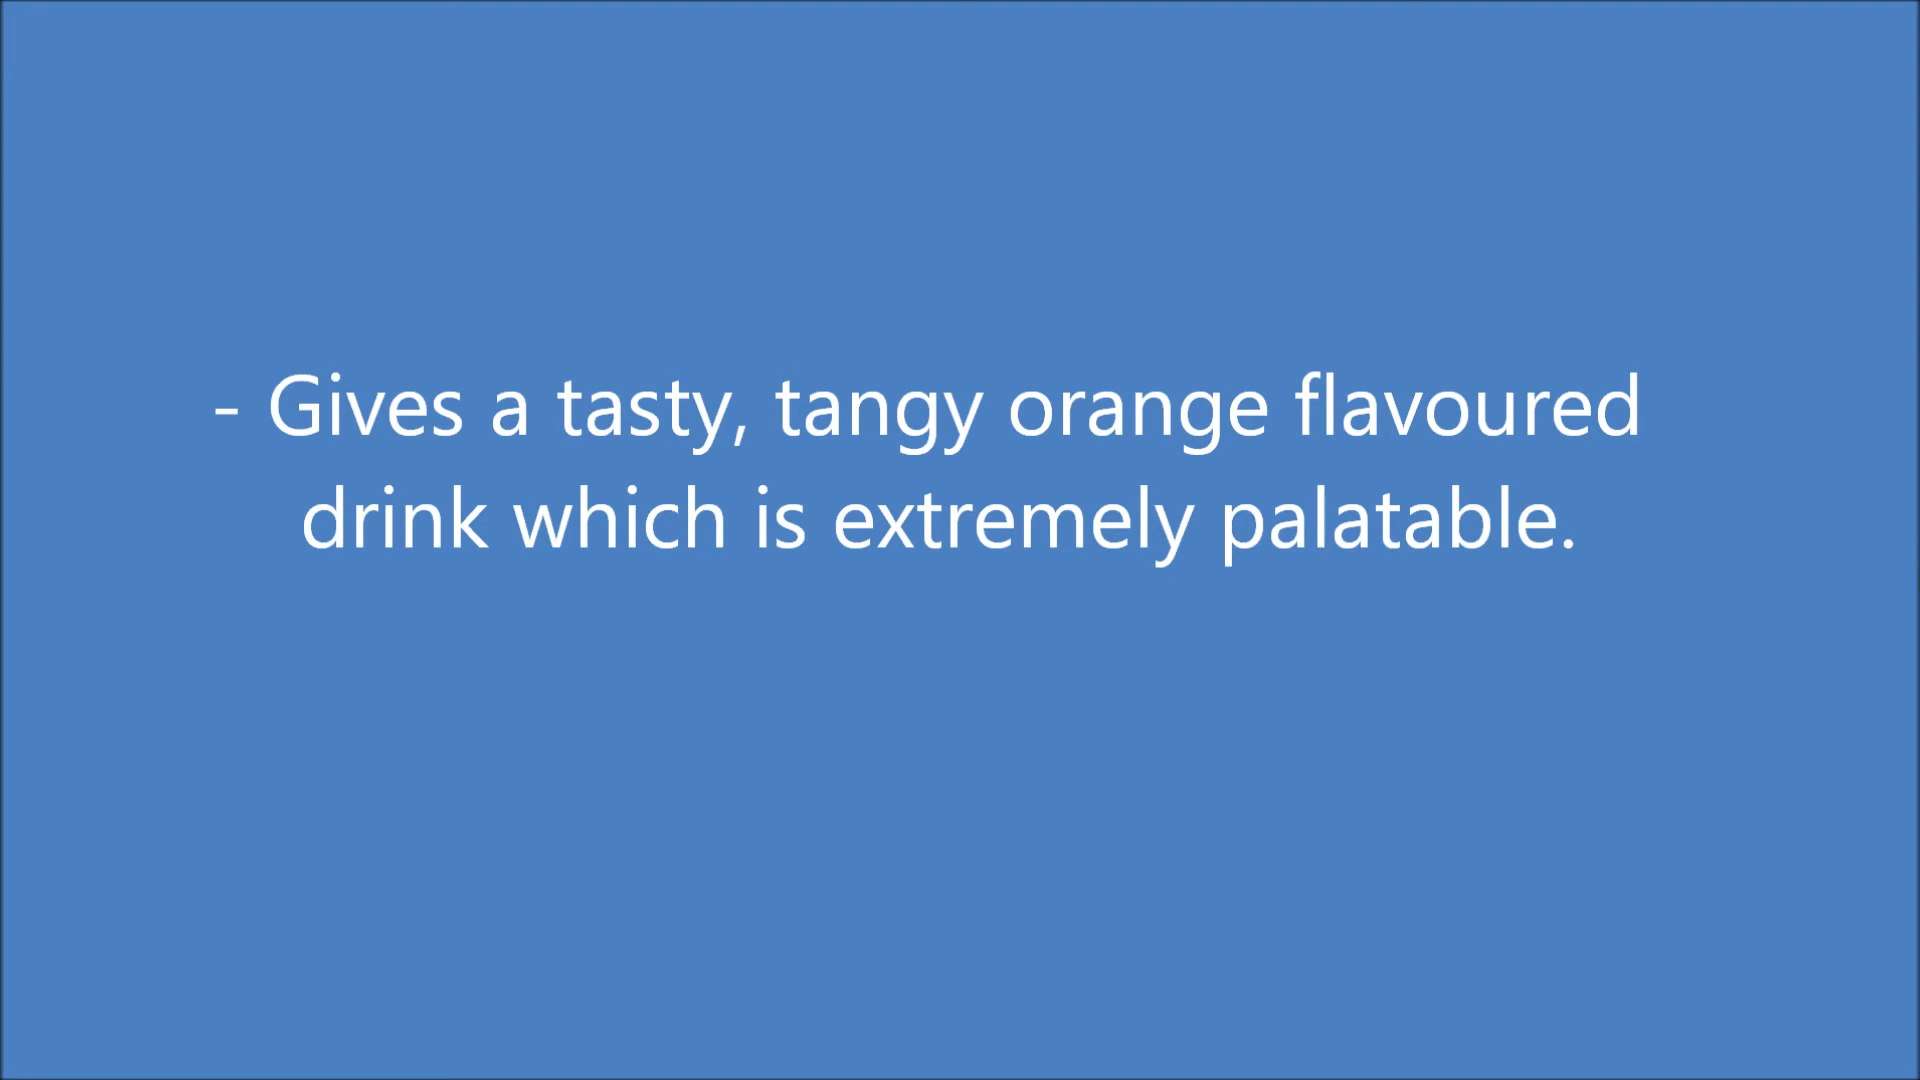 - Gives a tasty, tangy orange flavoured
drink which is extremely palatable.